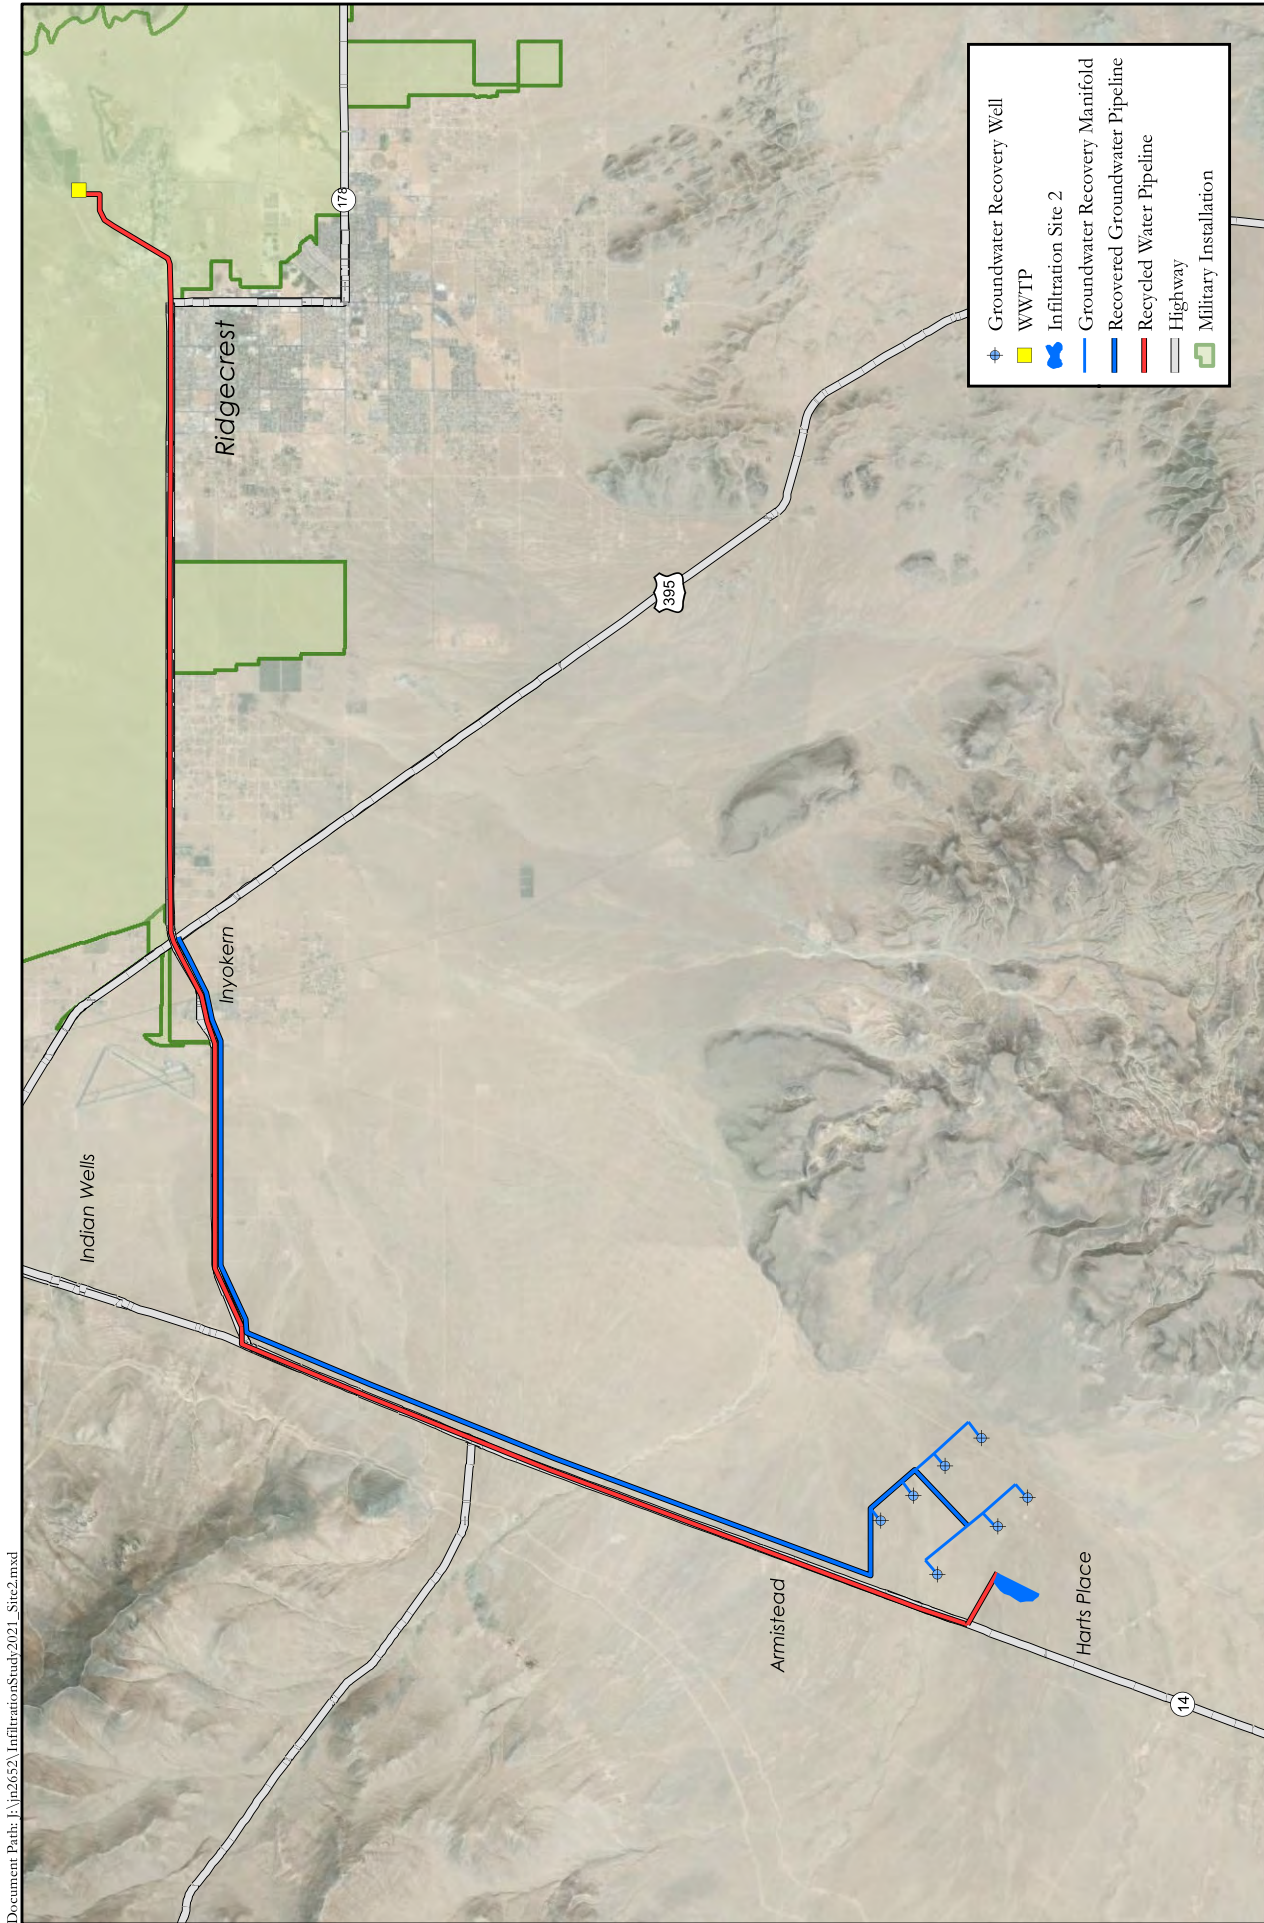 Document Path: J:\jn2652\InfiltrationStudy2021_Site2.mxd
Indian Wells
Inyokern
Ridgecrest
178
395
Armistead
Harts Place
14
Groundwater Recovery Well
WWTP
Infiltration Site 2
Groundwater Recovery Manifold
Recovered Groundwater Pipeline
Recycled Water Pipeline
Highway
Military Installation